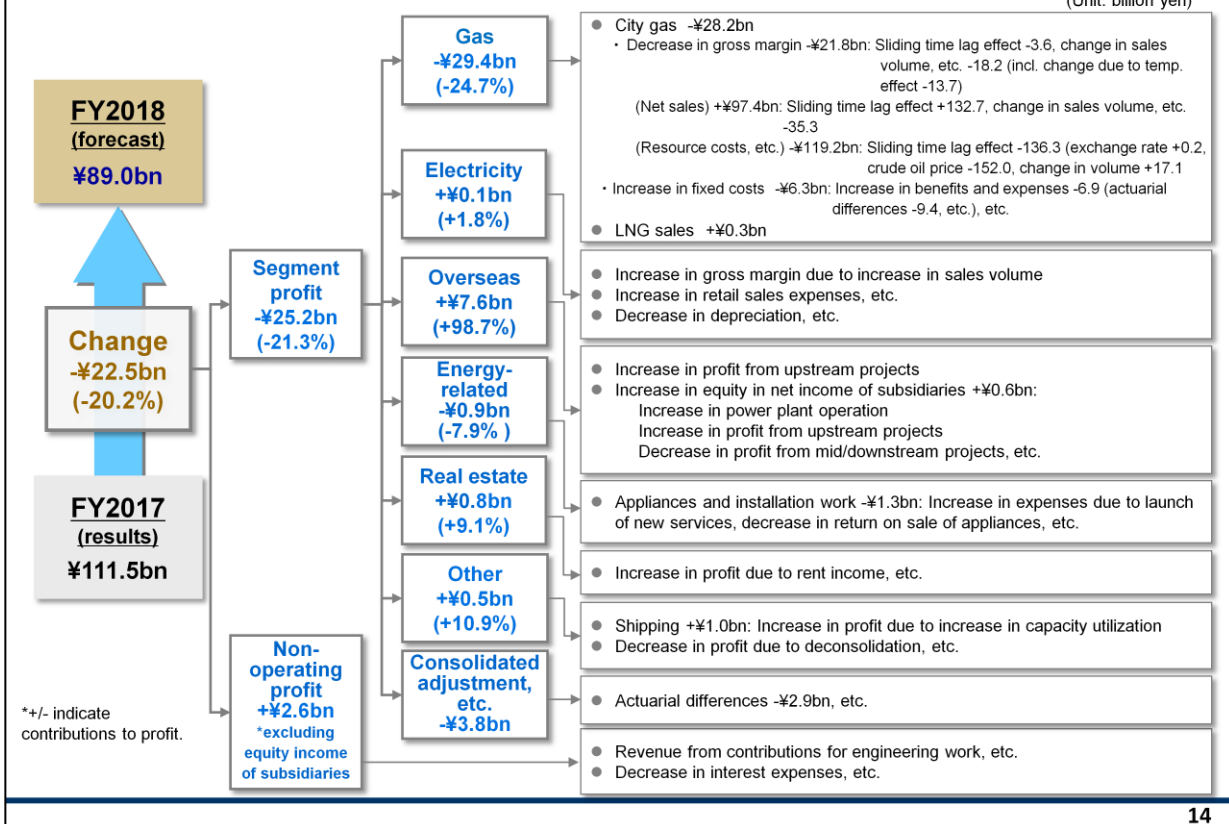 (Unit: billion yen)
FY2018
(forecast)
¥89.0bn
Change
-¥22.5bn
(-20.2%)
FY2017
(results)
¥111.5bn
*+/- indicate
contributions to profit.
Segment
profit
-¥25.2bn
(-21.3%)
Non-
operating
profit
+¥2.6bn
*excluding
equity income
of subsidiaries
Gas
-¥29.4bn
(-24.7%)
Electricity
+¥0.1bn
(+1.8%)
Overseas
+¥7.6bn
(+98.7%)
Energy-
related
-¥0.9bn
(-7.9% )
Real estate
+¥0.8bn
(+9.1%)
Other
+¥0.5bn
(+10.9%)
Consolidated
adjustment,
etc.
-¥3.8bn
● City gas -¥28.2bn
・Decrease in gross margin -¥21.8bn: Sliding time lag effect -3.6, change in sales
volume, etc. -18.2 (incl. change due to temp.
effect -13.7)
(Net sales) +¥97.4bn: Sliding time lag effect +132.7, change in sales volume, etc.
-35.3
(Resource costs, etc.) -¥119.2bn: Sliding time lag effect -136.3 (exchange rate +0.2,
crude oil price -152.0, change in volume +17.1
・Increase in fixed costs -¥6.3bn: Increase in benefits and expenses -6.9 (actuarial
differences -9.4, etc.), etc.
● LNG sales +¥0.3bn
● Increase in gross margin due to increase in sales volume
● Increase in retail sales expenses, etc.
● Decrease in depreciation, etc.
● Increase in profit from upstream projects
● Increase in equity in net income of subsidiaries +¥0.6bn:
Increase in power plant operation
Increase in profit from upstream projects
Decrease in profit from mid/downstream projects, etc.
● Appliances and installation work -¥1.3bn: Increase in expenses due to launch
of new services, decrease in return on sale of appliances, etc.
● Increase in profit due to rent income, etc.
● Shipping +¥1.0bn: Increase in profit due to increase in capacity utilization
● Decrease in profit due to deconsolidation, etc.
● Actuarial differences -¥2.9bn, etc.
● Revenue from contributions for engineering work, etc.
● Decrease in interest expenses, etc.
14